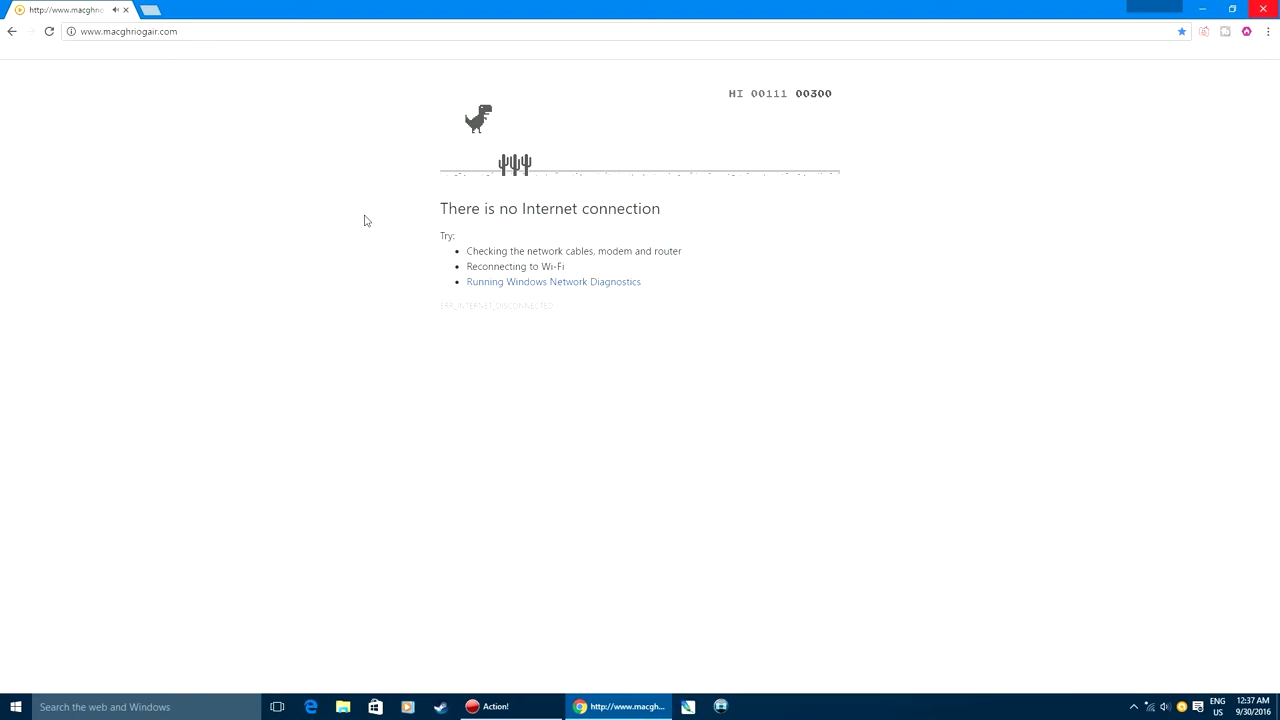 http://www.macghrio
www.macghriogair.com
HI 00111 00300
There is no Internet connection
Try:
Checking the network cables, modem and router
Reconnecting to Wi-Fi
Running Windows Network Diagnostics
ERR_INTERNET_DISCONNECTED
Search the web and Windows
Action!
http://www.macgh...
ENG
US
12:37 AM
9/30/2016